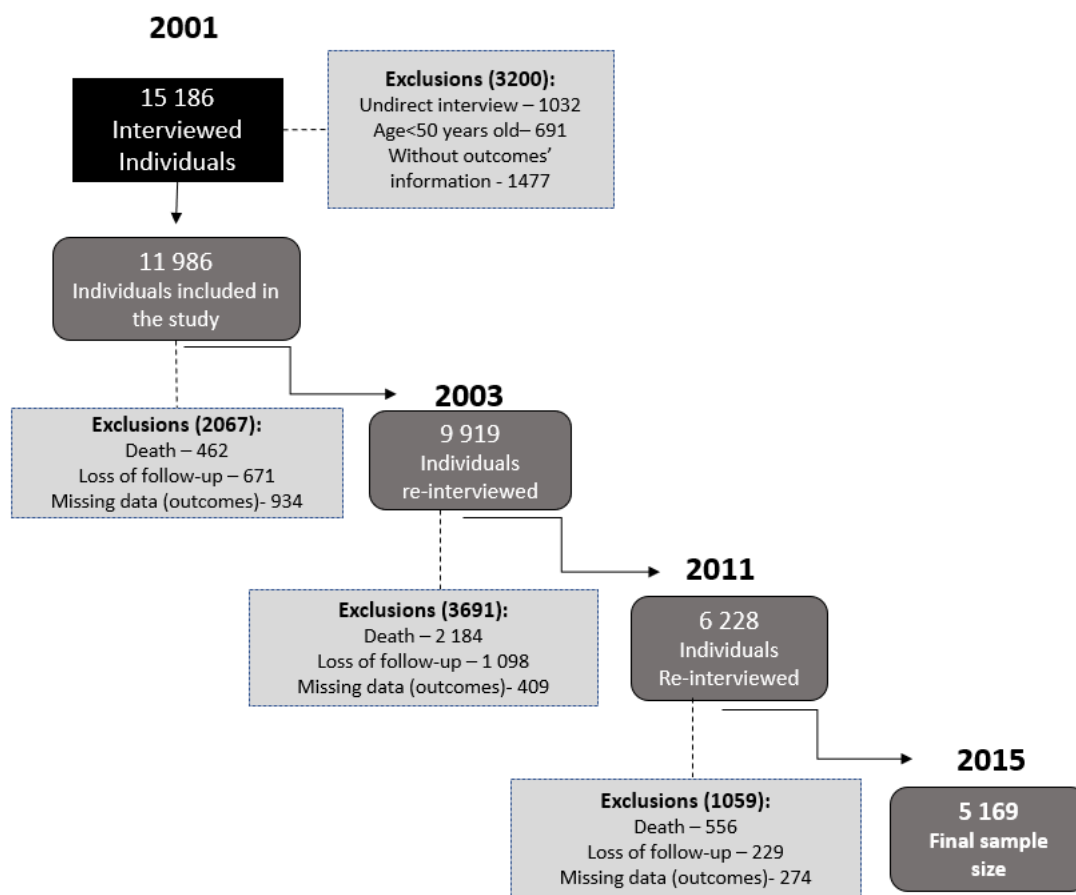 2001
15 186
Interviewed
Individuals
Exclusions (3200):
Undirect interview – 1032
Age<50 years old– 691
Without outcomes’
information - 1477
11 986
Individuals included in
the study
Exclusions (2067):
Death – 462
Loss of follow-up – 671
Missing data (outcomes)- 934
2003
9 919
Individuals
re-interviewed
Exclusions (3691):
Death – 2 184
Loss of follow-up – 1 098
Missing data (outcomes)- 409
2011
6 228
Individuals
Re-interviewed
Exclusions (1059):
Death – 556
Loss of follow-up – 229
Missing data (outcomes)- 274
2015
5 169
Final sample
size